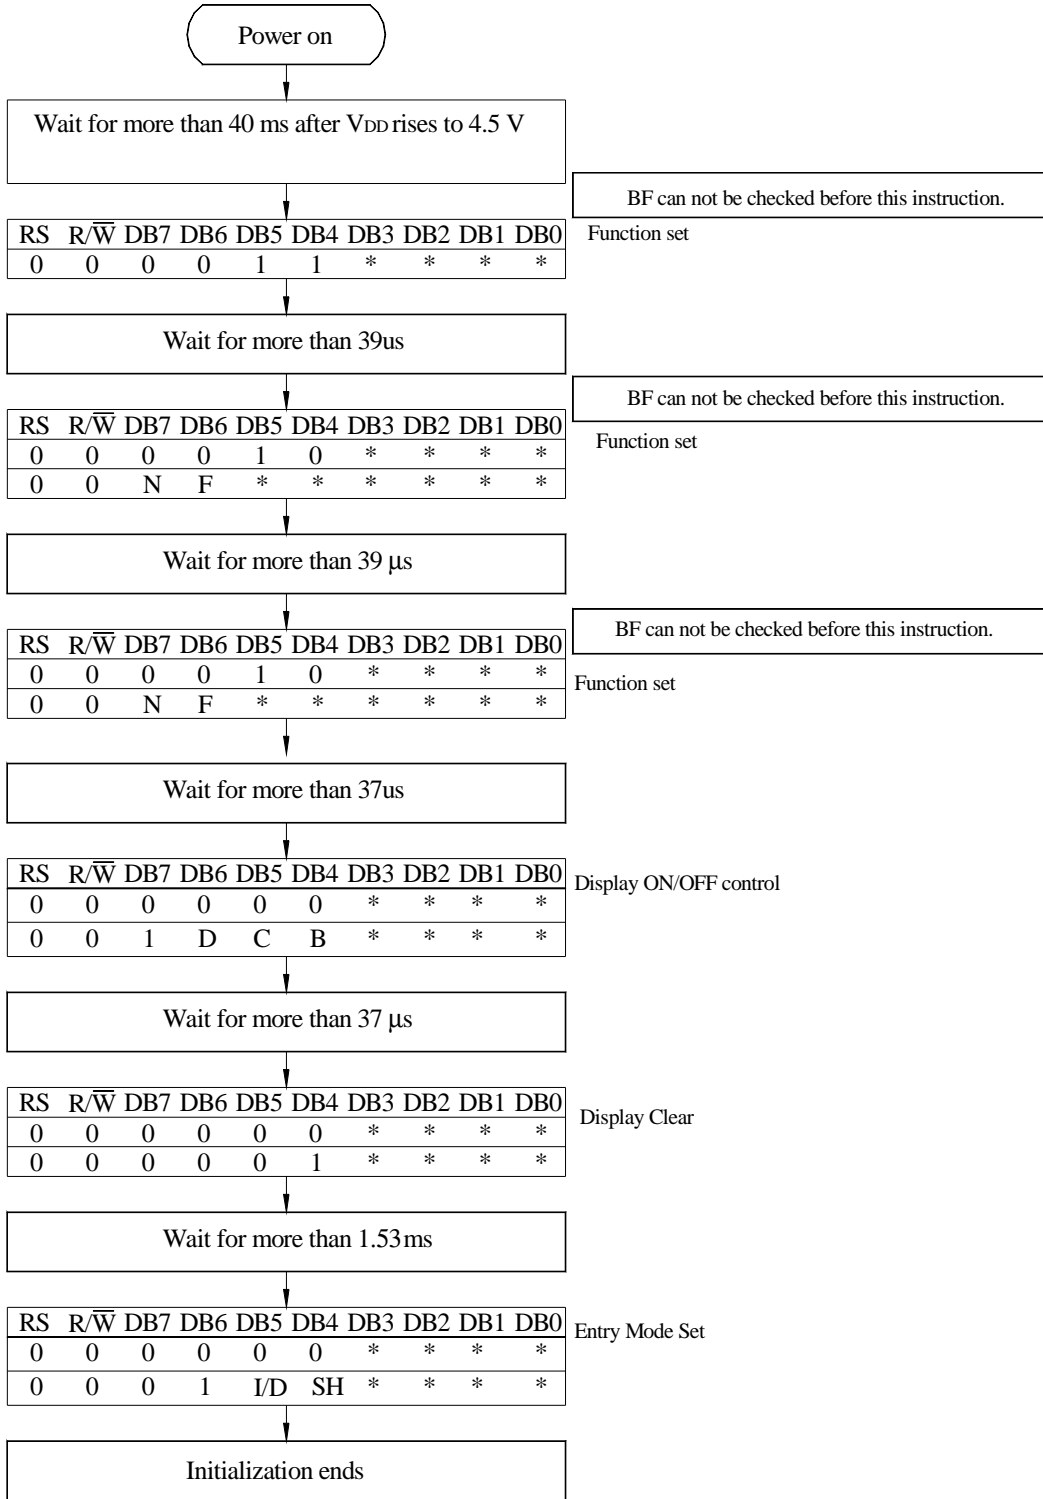 Power on
Wait for more than 40 ms after VDD rises to 4.5 V
BF can not be checked before this instruction.
RS R/W̅ DB7 DB6 DB5 DB4 DB3 DB2 DB1 DB0
Function set
0 0 0 0 1 1 * * * *
Wait for more than 39us
BF can not be checked before this instruction.
RS R/W̅ DB7 DB6 DB5 DB4 DB3 DB2 DB1 DB0
Function set
0 0 0 0 1 0 * * * *
0 0 N F * * * * * *
Wait for more than 39 μs
BF can not be checked before this instruction.
RS R/W̅ DB7 DB6 DB5 DB4 DB3 DB2 DB1 DB0
0 0 0 0 1 0 * * * *
Function set
0 0 N F * * * * * *
Wait for more than 37us
RS R/W̅ DB7 DB6 DB5 DB4 DB3 DB2 DB1 DB0
Display ON/OFF control
0 0 0 0 0 0 * * * *
0 0 1 D C B * * * *
Wait for more than 37 μs
RS R/W̅ DB7 DB6 DB5 DB4 DB3 DB2 DB1 DB0
Display Clear
0 0 0 0 0 0 * * * *
0 0 0 0 0 1 * * * *
Wait for more than 1.53ms
RS R/W̅ DB7 DB6 DB5 DB4 DB3 DB2 DB1 DB0
Entry Mode Set
0 0 0 0 0 0 * * * *
0 0 0 1 I/D SH * * * *
Initialization ends